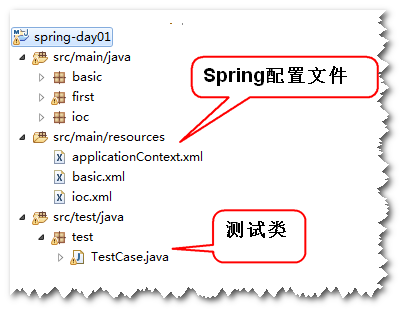 spring-day01
src/main/java
basic
first
ioc
Spring配置文件
src/main/resources
applicationContext.xml
basic.xml
ioc.xml
src/test/java
test
测试类
TestCase.java